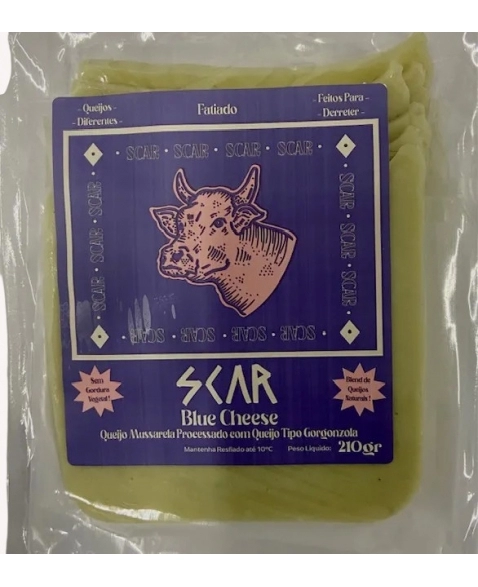 - Queijos -
- Diferentes -
Fatiado
- Feitos Para -
- Derreter -
· SCAR · SCAR · SCAR · SCAR ·
SCAR · SCAR · SCAR
SCAR · SCAR · SCAR
· SCAR · SCAR · SCAR · SCAR ·
SCAR
Sem
Gordura
Vegetal!
Blend de
Queijos
Naturais!
Blue Cheese
Queijo Mussarela Processado com Queijo Tipo Gorgonzola
Mantenha Resfiado até 10°C
Peso Líquido: 210gr